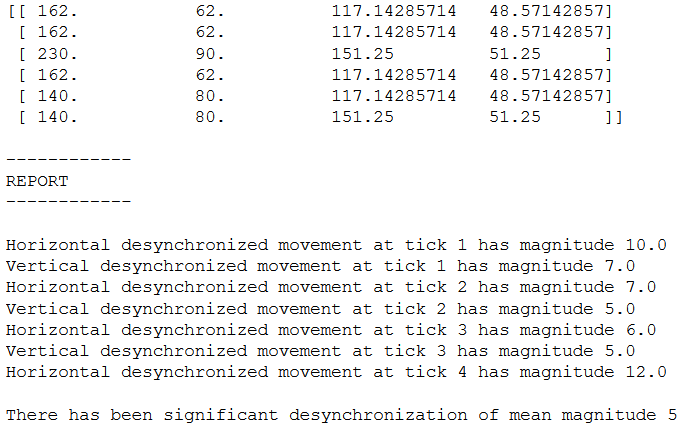 [[ 162. 62. 117.14285714 48.57142857]
[ 162. 62. 117.14285714 48.57142857]
[ 230. 90. 151.25 51.25 ]
[ 162. 62. 117.14285714 48.57142857]
[ 140. 80. 117.14285714 48.57142857]
[ 140. 80. 151.25 51.25 ]]
------------
REPORT
------------
Horizontal desynchronized movement at tick 1 has magnitude 10.0
Vertical desynchronized movement at tick 1 has magnitude 7.0
Horizontal desynchronized movement at tick 2 has magnitude 7.0
Vertical desynchronized movement at tick 2 has magnitude 5.0
Horizontal desynchronized movement at tick 3 has magnitude 6.0
Vertical desynchronized movement at tick 3 has magnitude 5.0
Horizontal desynchronized movement at tick 4 has magnitude 12.0
There has been significant desynchronization of mean magnitude 5